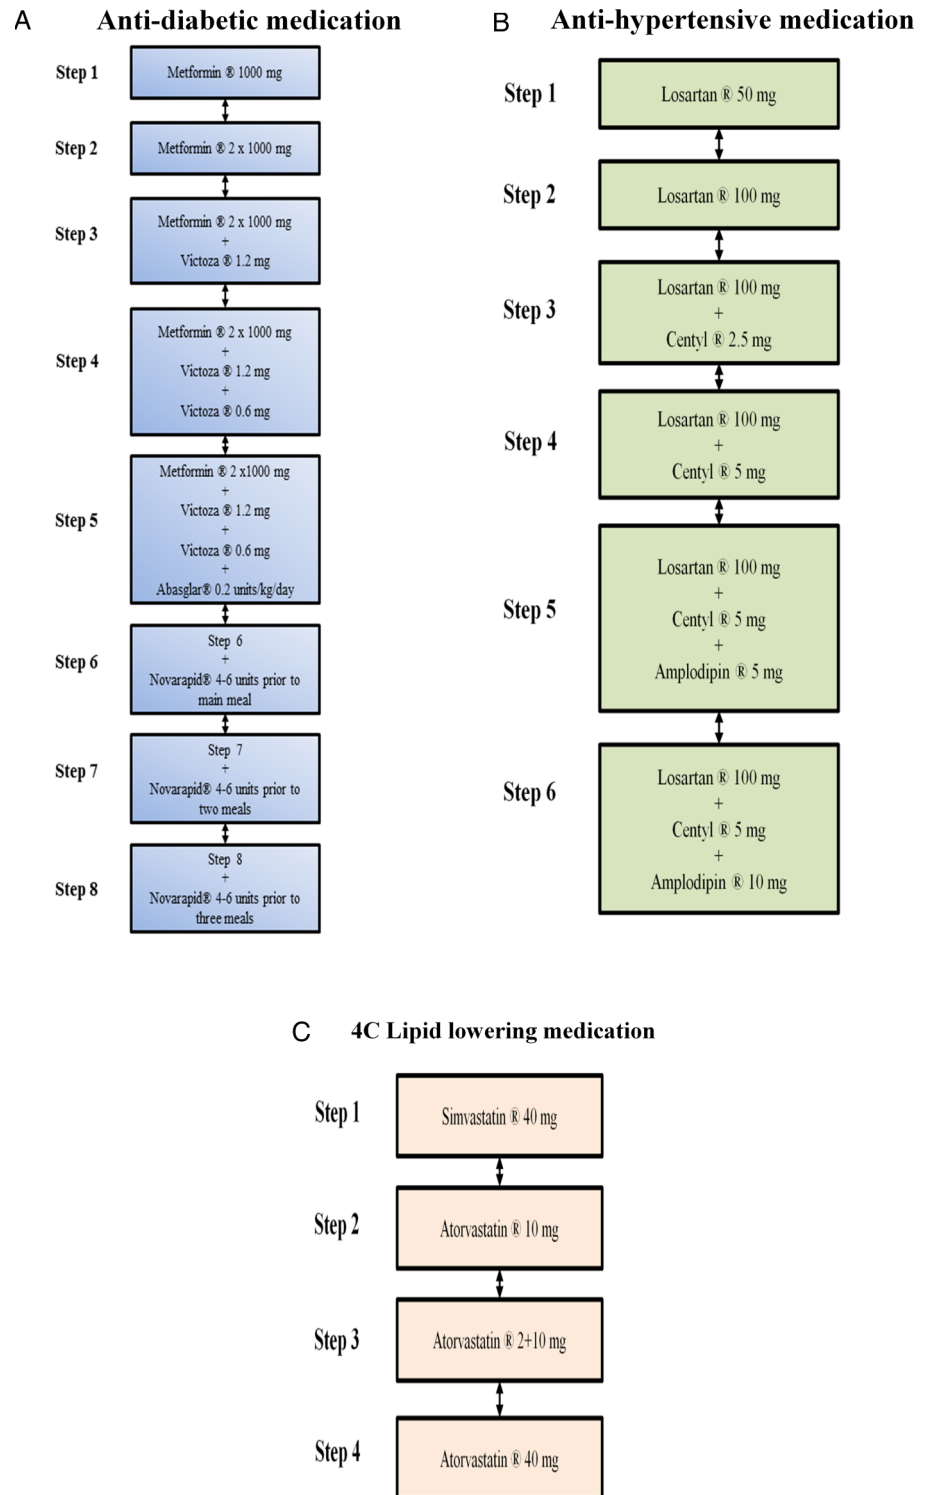 A
Anti-diabetic medication
Step 1
Metformin ® 1000 mg
Step 2
Metformin ® 2 x 1000 mg
Step 3
Metformin ® 2 x 1000 mg
+
Victoza ® 1.2 mg
Step 4
Metformin ® 2 x 1000 mg
+
Victoza ® 1.2 mg
+
Victoza ® 0.6 mg
Step 5
Metformin ® 2 x1000 mg
+
Victoza ® 1.2 mg
+
Victoza ® 0.6 mg
+
Abasglar® 0.2 units/kg/day
Step 6
Step 6
+
Novarapid® 4-6 units prior to
main meal
Step 7
Step 7
+
Novarapid® 4-6 units prior to
two meals
Step 8
Step 8
+
Novarapid® 4-6 units prior to
three meals
B
Anti-hypertensive medication
Step 1
Losartan ® 50 mg
Step 2
Losartan ® 100 mg
Step 3
Losartan ® 100 mg
+
Centyl ® 2.5 mg
Step 4
Losartan ® 100 mg
+
Centyl ® 5 mg
Step 5
Losartan ® 100 mg
+
Centyl ® 5 mg
+
Amplodipin ® 5 mg
Step 6
Losartan ® 100 mg
+
Centyl ® 5 mg
+
Amplodipin ® 10 mg
C
4C Lipid lowering medication
Step 1
Simvastatin ® 40 mg
Step 2
Atorvastatin ® 10 mg
Step 3
Atorvastatin ® 2+10 mg
Step 4
Atorvastatin ® 40 mg